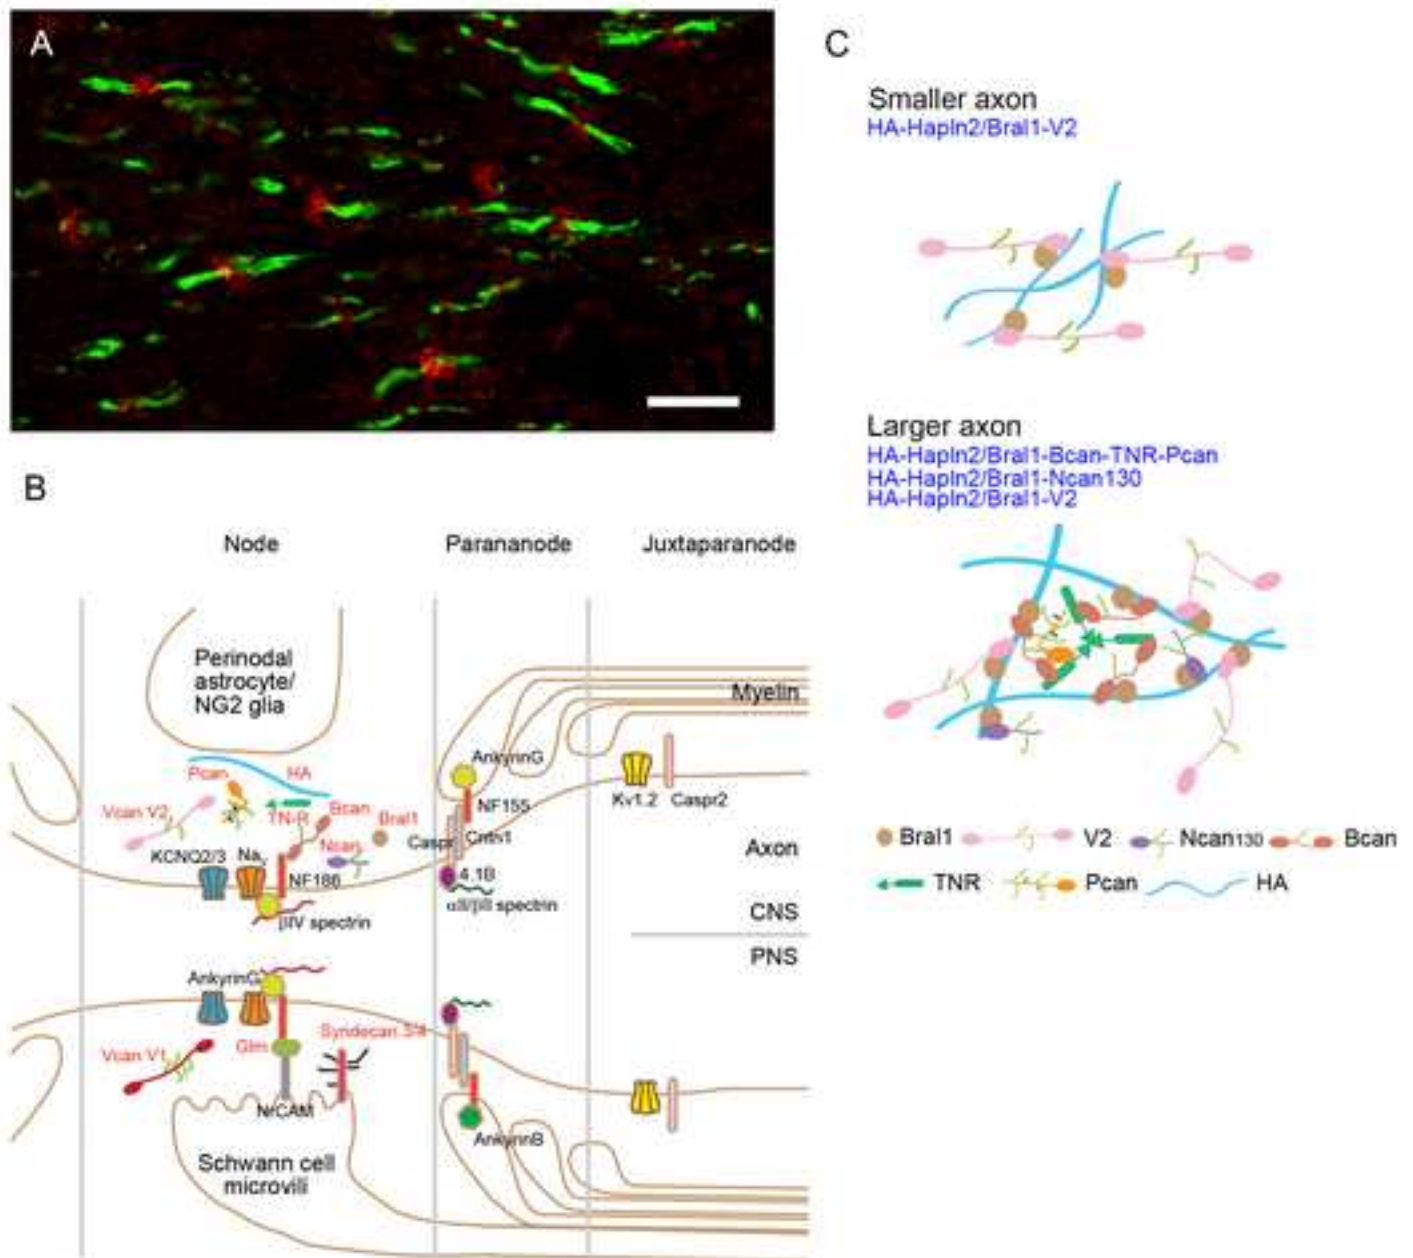 A
B
Node
Parananode
Juxtaparanode
Perinodal
astrocyte/
NG2 glia
Myelin
AnkyrinG
Pcan
HA
NF155
Kv1.2
Caspr2
Vcan V2
TN-R
Bcan
Bral1
Caspr
Cntn1
KCNQ2/3
Nav
Ncan
Axon
NF186
4.1B
αII/βII spectrin
βIV spectrin
CNS
PNS
AnkyrinG
Syndecan 3/4
Vcan V1
Glm
NrCAM
AnkyrinB
Schwann cell
microvili
C
Smaller axon
HA-Hapln2/Bral1-V2
Larger axon
HA-Hapln2/Bral1-Bcan-TNR-Pcan
HA-Hapln2/Bral1-Ncan130
HA-Hapln2/Bral1-V2
Bral1
V2
Ncan130
Bcan
TNR
Pcan
HA